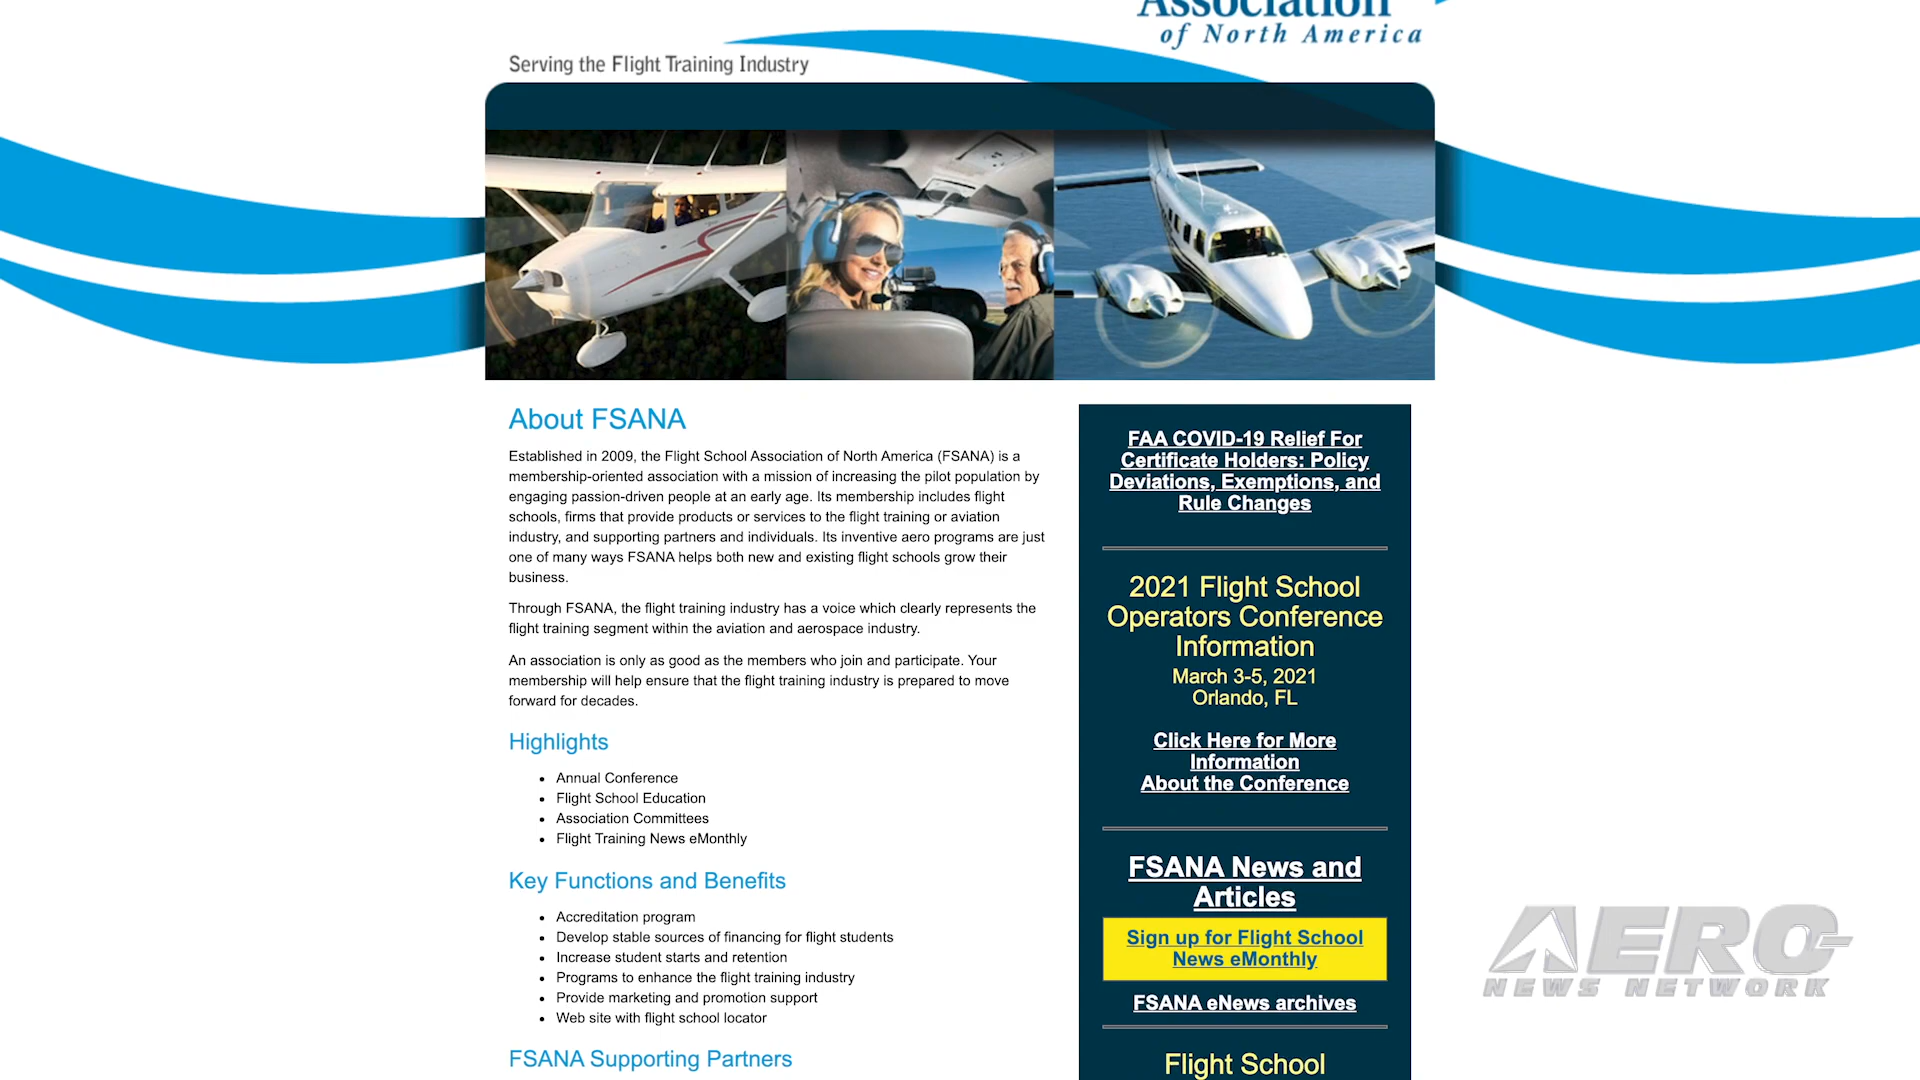 Association
of North America
Serving the Flight Training Industry
About FSANA
Established in 2009, the Flight School Association of North America (FSANA) is a
membership-oriented association with a mission of increasing the pilot population by
engaging passion-driven people at an early age. Its membership includes flight
schools, firms that provide products or services to the flight training or aviation
industry, and supporting partners and individuals. Its inventive aero programs are just
one of many ways FSANA helps both new and existing flight schools grow their
business.
Through FSANA, the flight training industry has a voice which clearly represents the
flight training segment within the aviation and aerospace industry.
An association is only as good as the members who join and participate. Your
membership will help ensure that the flight training industry is prepared to move
forward for decades.
Highlights
• Annual Conference
• Flight School Education
• Association Committees
• Flight Training News eMonthly
Key Functions and Benefits
• Accreditation program
• Develop stable sources of financing for flight students
• Increase student starts and retention
• Programs to enhance the flight training industry
• Provide marketing and promotion support
• Web site with flight school locator
FSANA Supporting Partners
FAA COVID-19 Relief For
Certificate Holders: Policy
Deviations, Exemptions, and
Rule Changes
2021 Flight School
Operators Conference
Information
March 3-5, 2021
Orlando, FL
Click Here for More
Information
About the Conference
FSANA News and
Articles
Sign up for Flight School
News eMonthly
FSANA eNews archives
Flight School
AERO
NEWS NETWORK